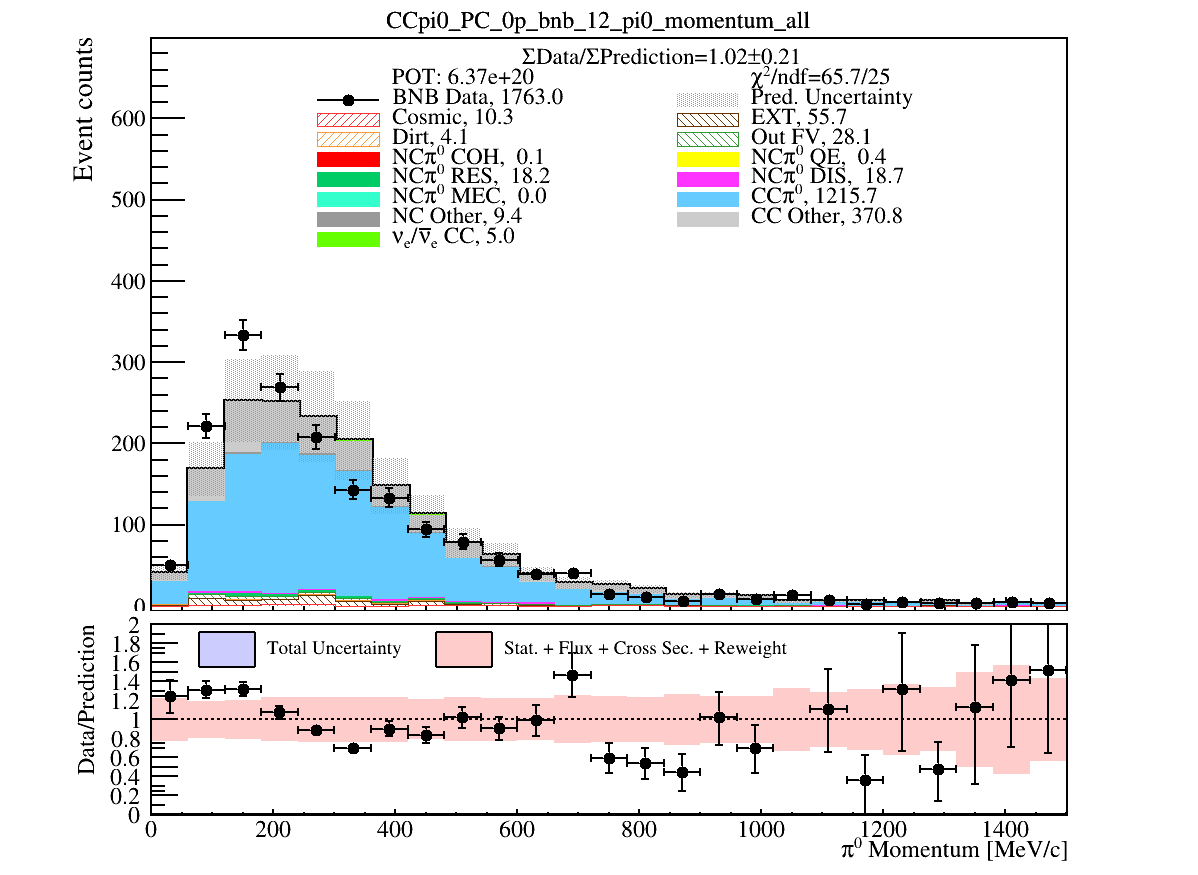 CCpi0_PC_0p_bnb_12_pi0_momentum_all
ΣData/ΣPrediction=1.02±0.21
POT: 6.37e+20
χ²/ndf=65.7/25
BNB Data, 1763.0
Pred. Uncertainty
Cosmic, 10.3
EXT, 55.7
Dirt, 4.1
Out FV, 28.1
NCπ⁰ COH, 0.1
NCπ⁰ QE, 0.4
NCπ⁰ RES, 18.2
NCπ⁰ DIS, 18.7
NCπ⁰ MEC, 0.0
CCπ⁰, 1215.7
NC Other, 9.4
CC Other, 370.8
νₑ/ν̅ₑ CC, 5.0
Event counts
600
500
400
300
200
100
0
Total Uncertainty
Stat. + Flux + Cross Sec. + Reweight
Data/Prediction
2
1.8
1.6
1.4
1.2
1
0.8
0.6
0.4
0.2
0
0 200 400 600 800 1000 1200 1400
π⁰ Momentum [MeV/c]